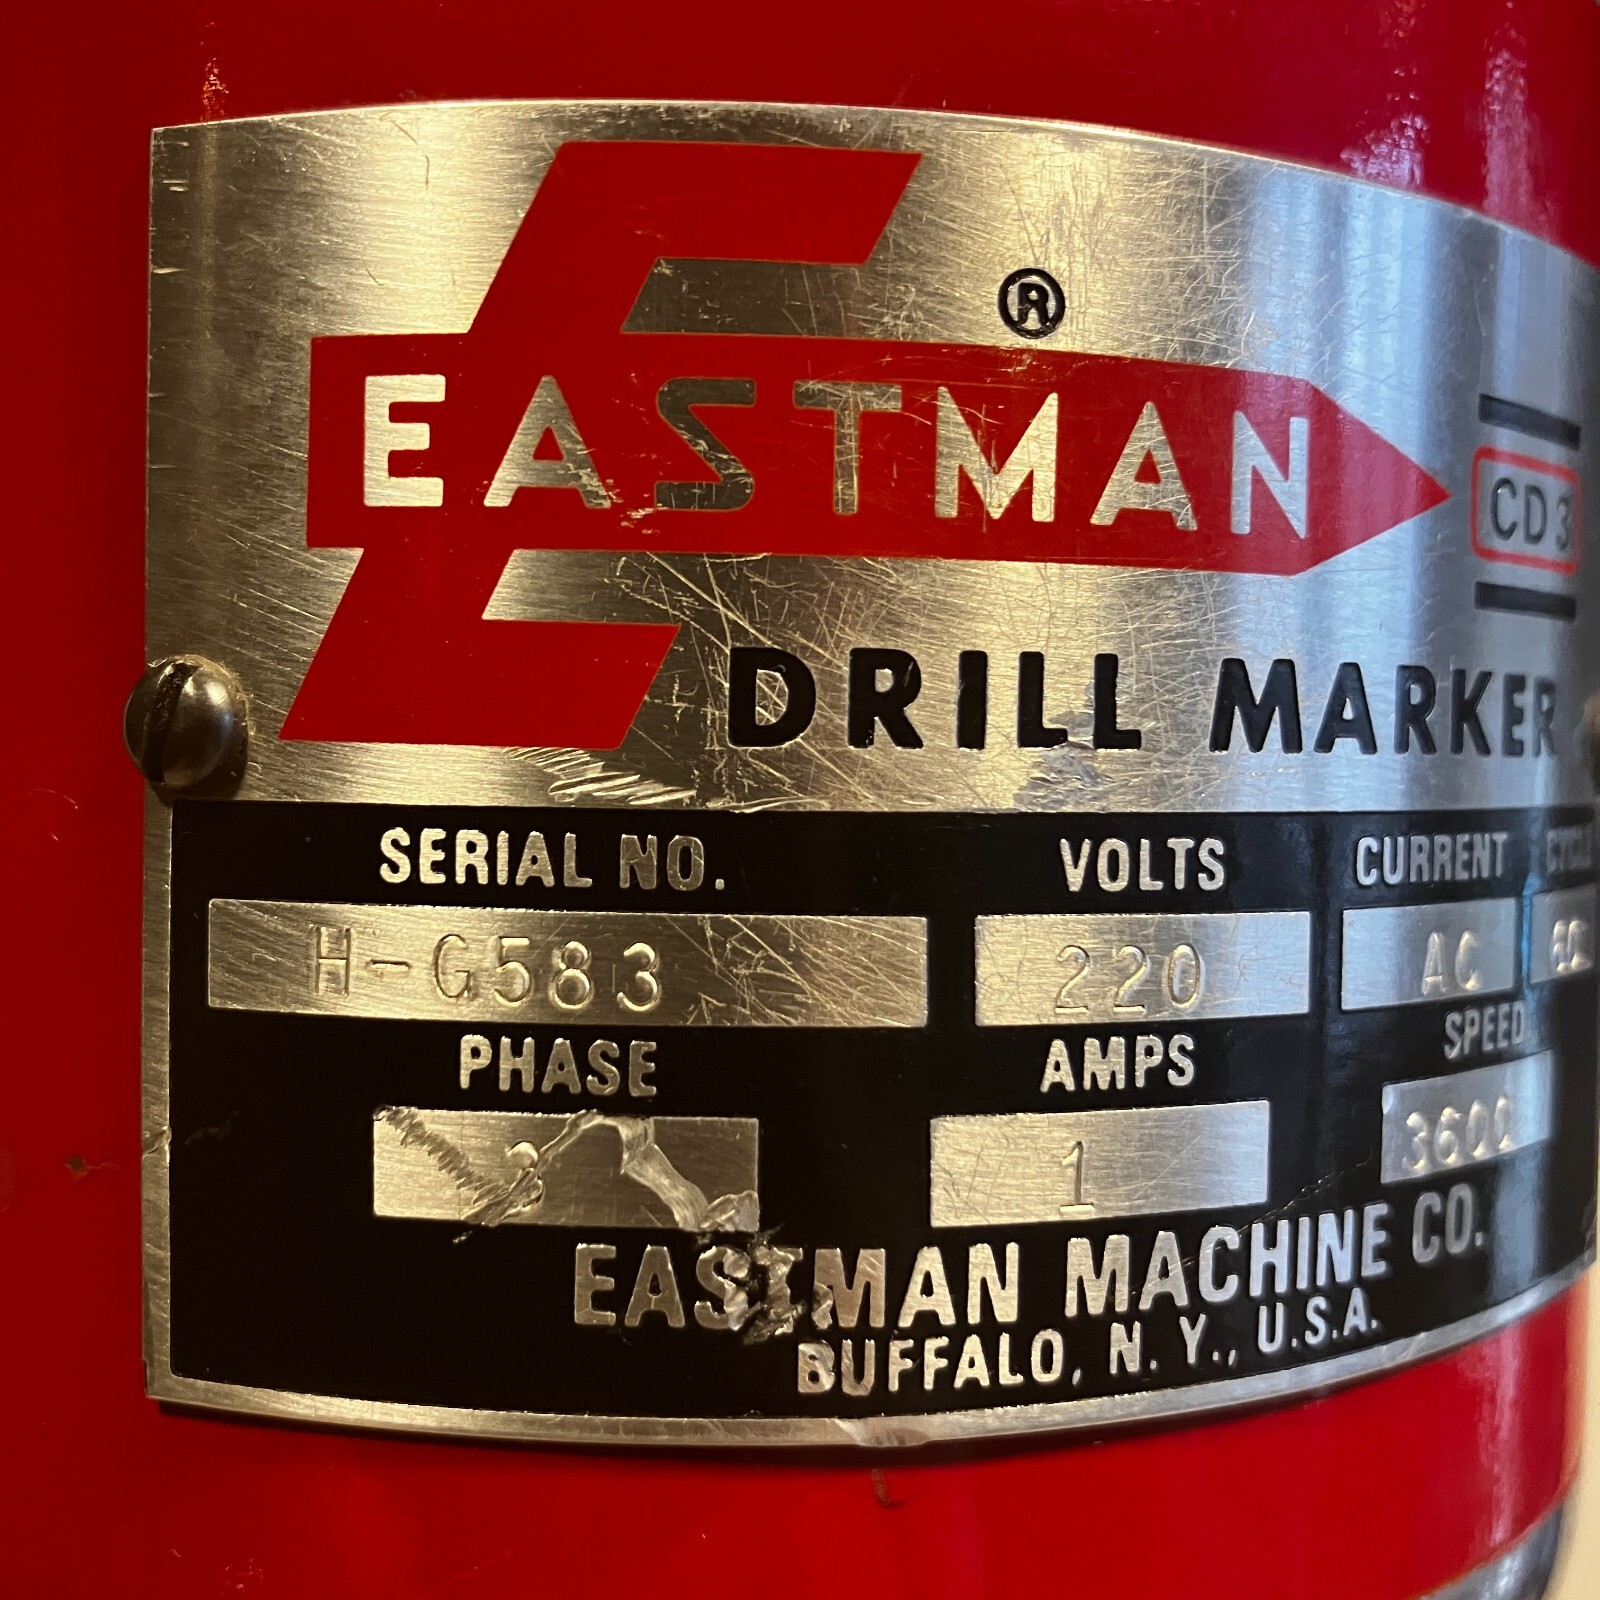 ®
EASTMAN
CD3
DRILL MARKER
SERIAL NO. VOLTS CURRENT
H-G583 220 AC 60
PHASE AMPS SPEED
1 3600
EASTMAN MACHINE CO.
BUFFALO, N. Y., U.S.A.